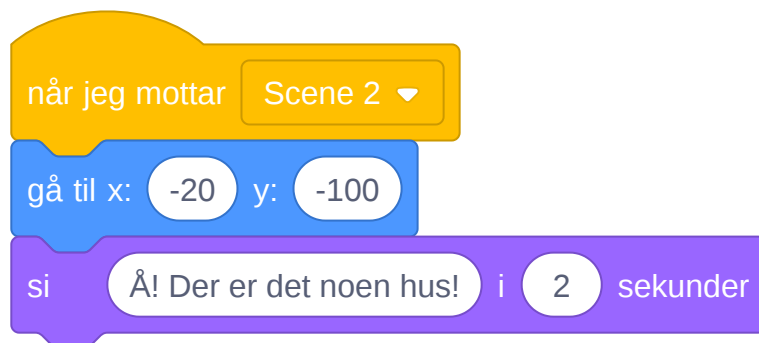 når jeg mottar Scene 2
gå til x: -20 y: -100
si Å! Der er det noen hus! i 2 sekunder